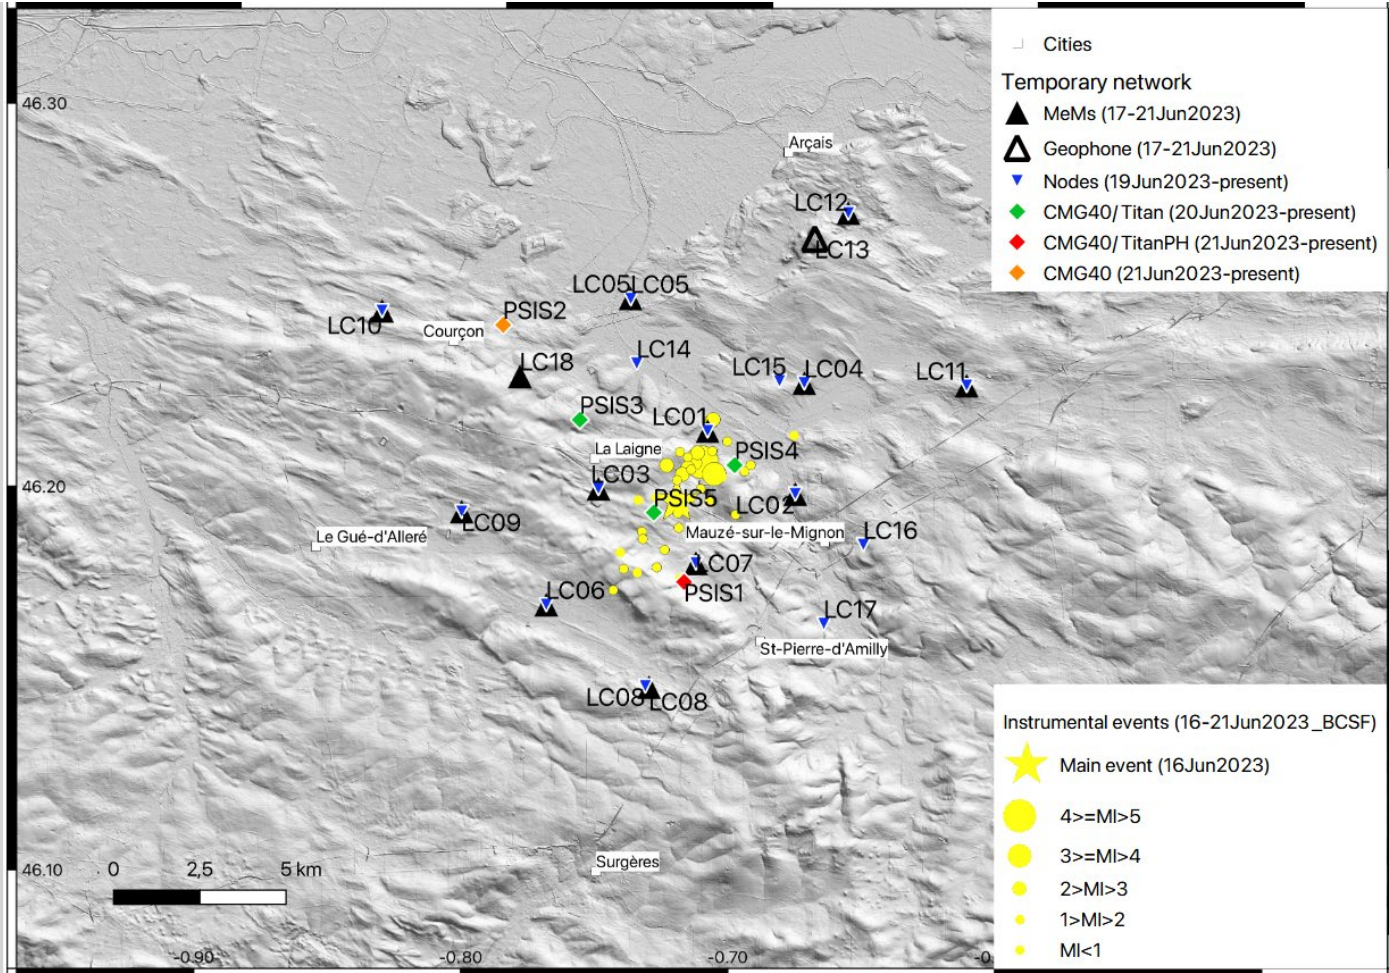 Cities
Temporary network
MeMs (17-21Jun2023)
Geophone (17-21Jun2023)
Nodes (19Jun2023-present)
CMG40/Titan (20Jun2023-present)
CMG40/TitanPH (21Jun2023-present)
CMG40 (21Jun2023-present)
46.30
Arçais
LC12
LC13
LC05 LC05
LC10
PSIS2
Courçon
LC18
LC14
LC15
LC04
LC11
PSIS3
LC01
La Laigne
PSIS4
LC03
46.20
PSIS5
LC02
LC09
Le Gué-d'Alleré
Mauzé-sur-le-Mignon
LC16
LC07
PSIS1
LC06
LC17
St-Pierre-d'Amilly
LC08 LC08
Instrumental events (16-21Jun2023_BCSF)
Main event (16Jun2023)
4>=Ml>5
3>=Ml>4
2>Ml>3
1>Ml>2
Ml<1
46.10
0 2,5 5 km
Surgères
-0.90
-0.80
-0.70